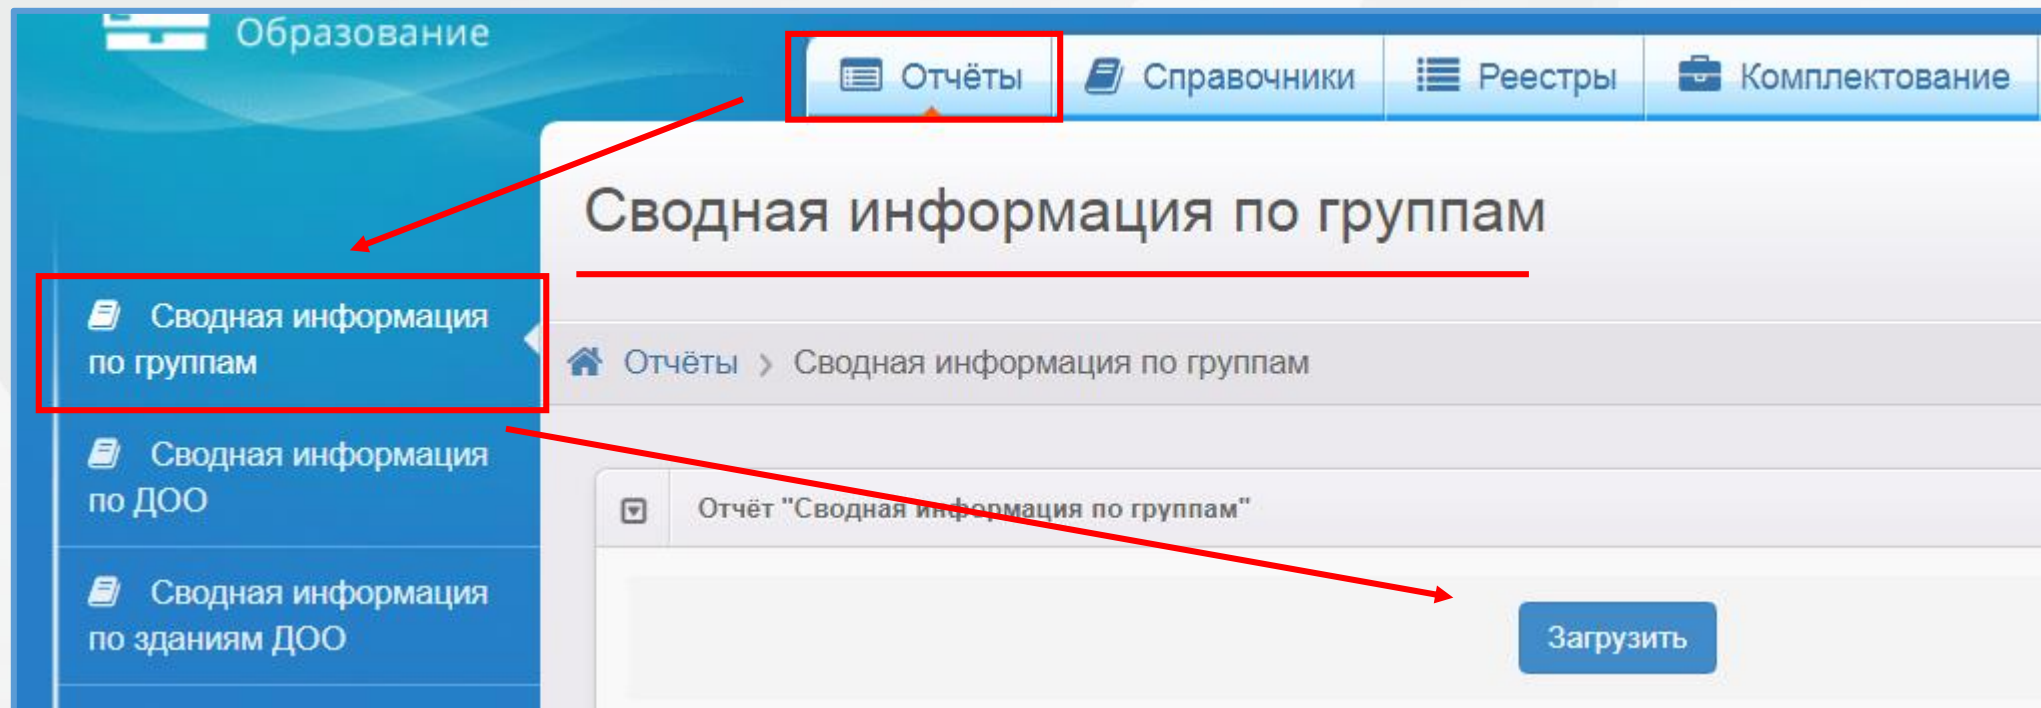 Образование
Отчёты
Справочники
Реестры
Комплектование
Сводная информация по группам
Сводная информация
по группам
Отчёты > Сводная информация по группам
Сводная информация
по ДОО
Отчёт "Сводная информация по группам"
Сводная информация
по зданиям ДОО
Загрузить